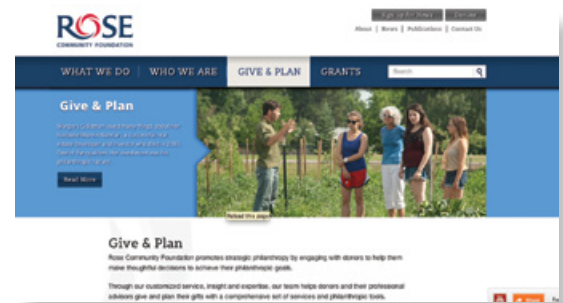 ROSE
COMMUNITY FOUNDATION
Sign up for News
Donate
About | News | Publications | Contact Us
WHAT WE DO
WHO WE ARE
GIVE & PLAN
GRANTS
Search
Give & Plan
Read More
Reload this page
Give & Plan
Rose Community Foundation promotes strategic philanthropy by engaging with donors to help them
make thoughtful decisions to achieve their philanthropic goals.
Through our customized service, insight and expertise, our team helps donors and their professional
advisors give and plan their gifts with a comprehensive set of services and philanthropic tools.